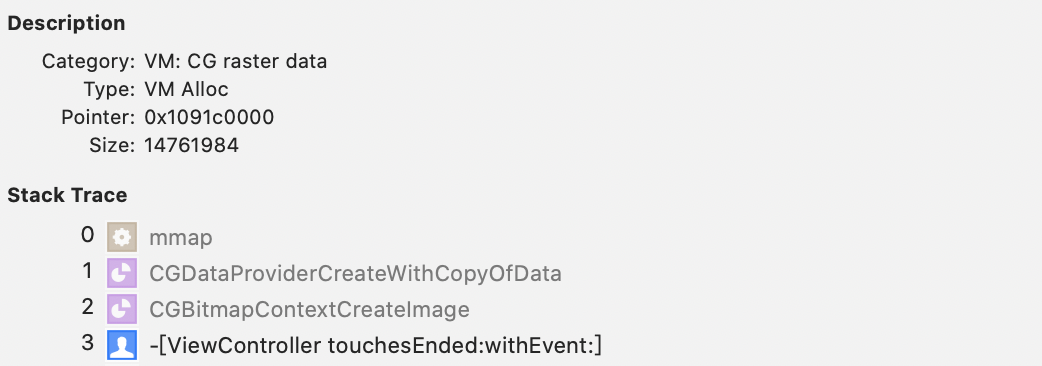 Description
Category: VM: CG raster data
Type: VM Alloc
Pointer: 0x1091c0000
Size: 14761984
Stack Trace
0 mmap
1 CGDataProviderCreateWithCopyOfData
2 CGBitmapContextCreateImage
3 -[ViewController touchesEnded:withEvent:]